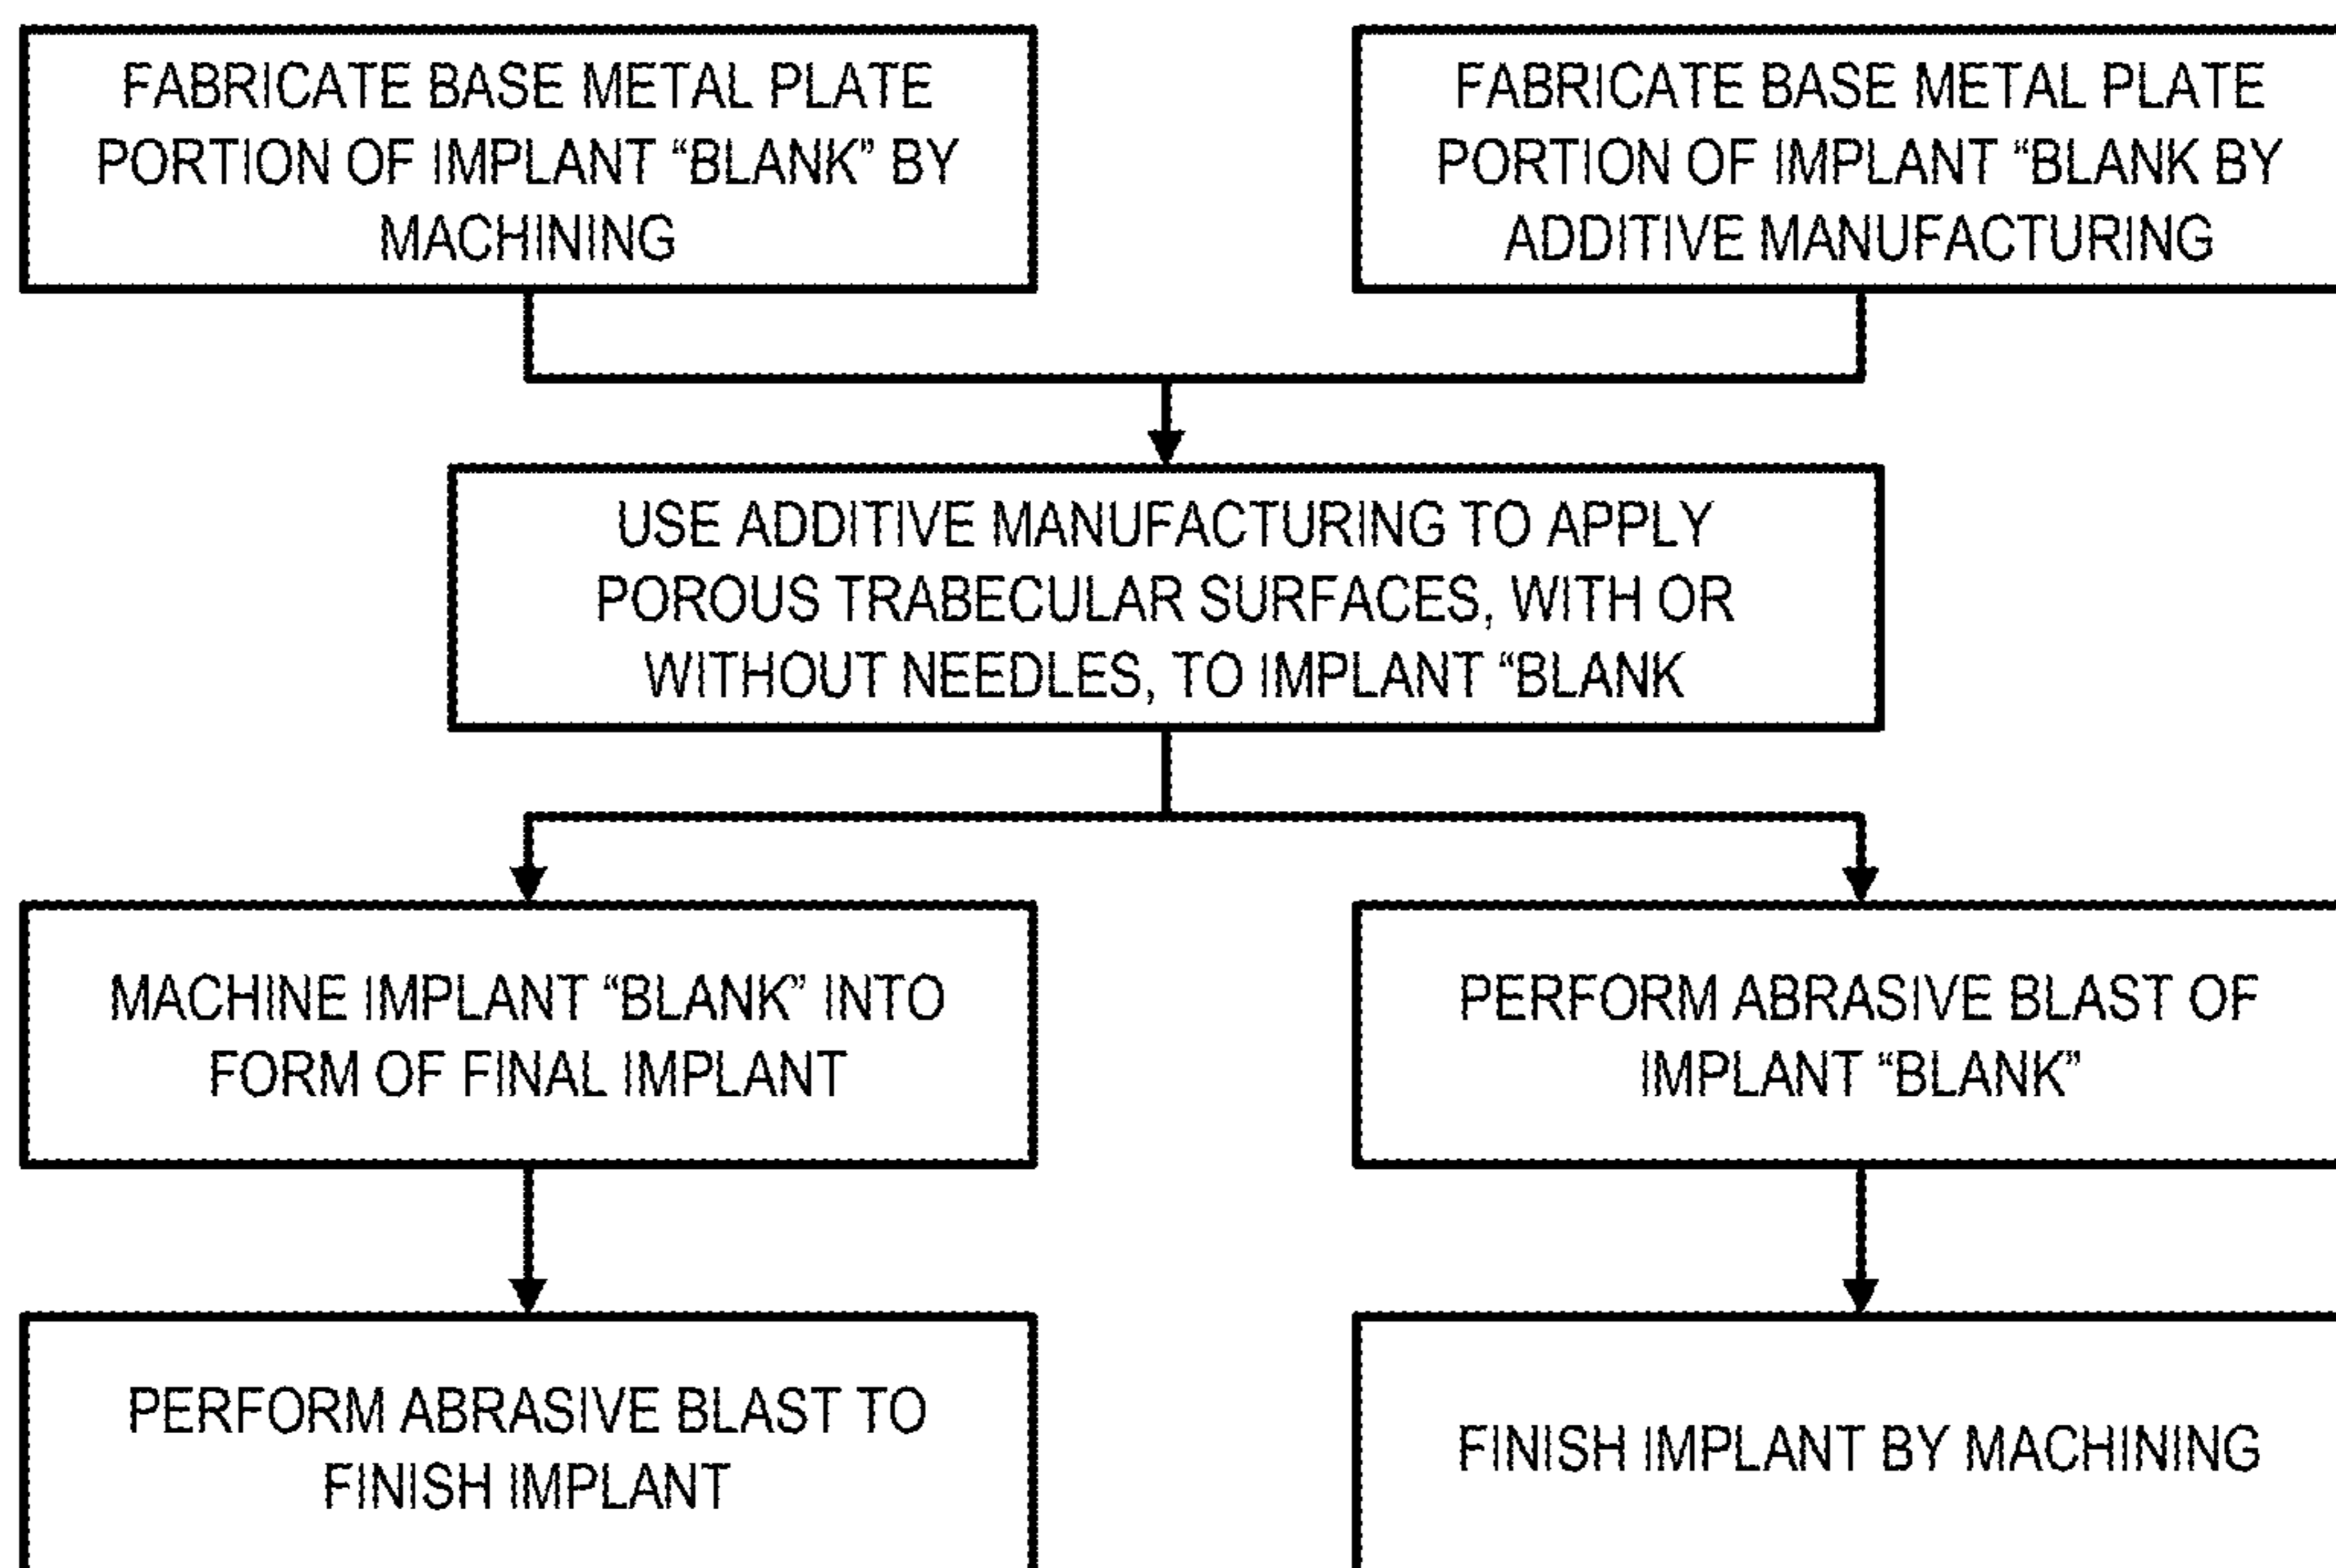 FABRICATE BASE METAL PLATE
PORTION OF IMPLANT “BLANK” BY
MACHINING
FABRICATE BASE METAL PLATE
PORTION OF IMPLANT “BLANK BY
ADDITIVE MANUFACTURING
USE ADDITIVE MANUFACTURING TO APPLY
POROUS TRABECULAR SURFACES, WITH OR
WITHOUT NEEDLES, TO IMPLANT “BLANK
MACHINE IMPLANT “BLANK” INTO
FORM OF FINAL IMPLANT
PERFORM ABRASIVE BLAST OF
IMPLANT “BLANK”
PERFORM ABRASIVE BLAST TO
FINISH IMPLANT
FINISH IMPLANT BY MACHINING